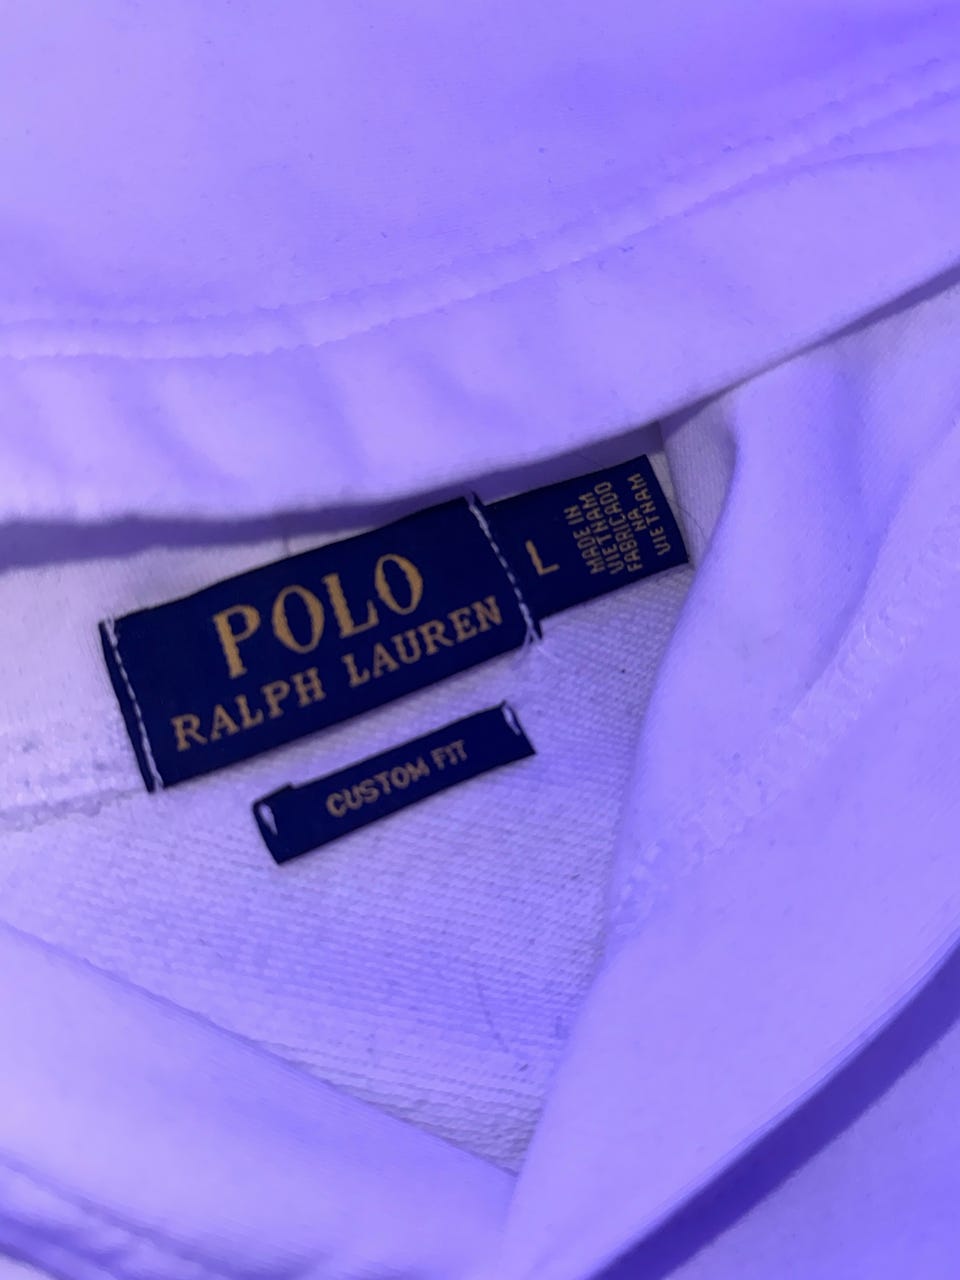 POLO
RALPH LAUREN
L
MADE IN
VIETNAM
FABRICADO
NA
VIETNAM
CUSTOM FIT